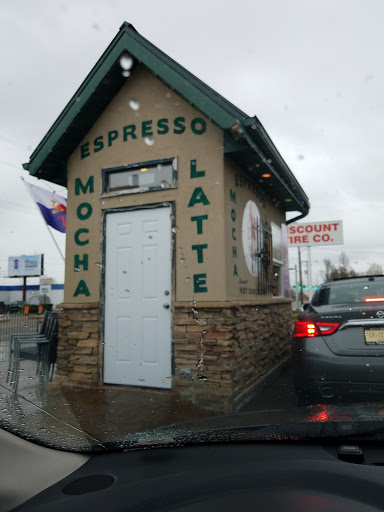 ESPRESSO
MOCHA
LATTE
MOCHA
SCOUNT
IRE CO.